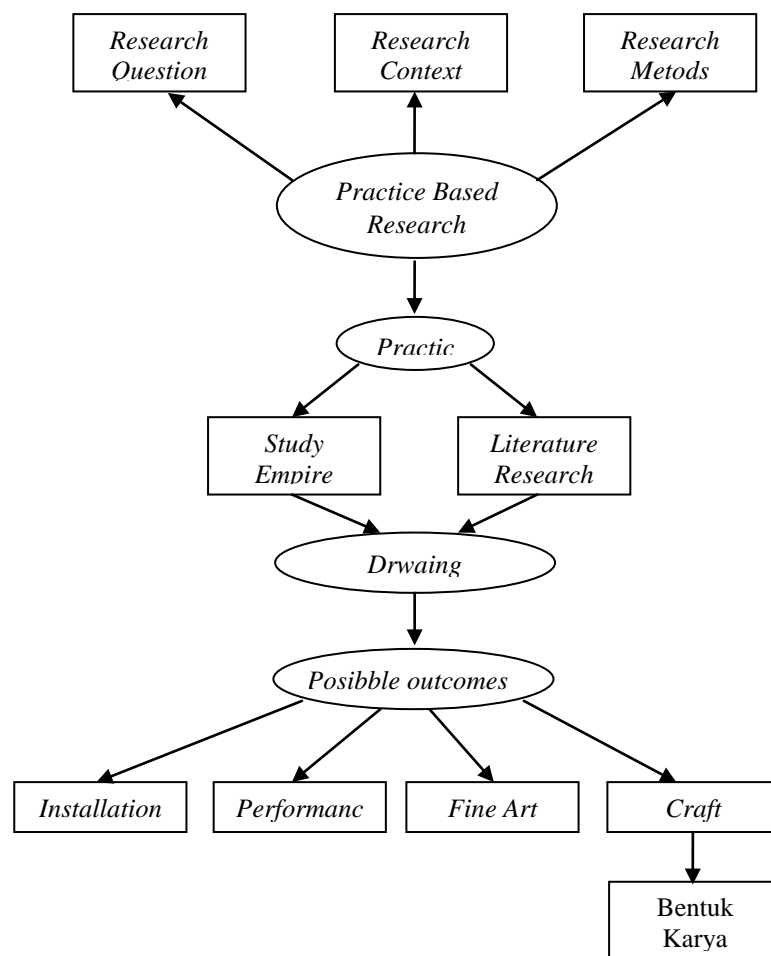 Research
Question
Research
Context
Research
Metods
Practice Based
Research
Practic
Study
Empire
Literature
Research
Drwaing
Posibble outcomes
Installation
Performanc
Fine Art
Craft
Bentuk
Karya